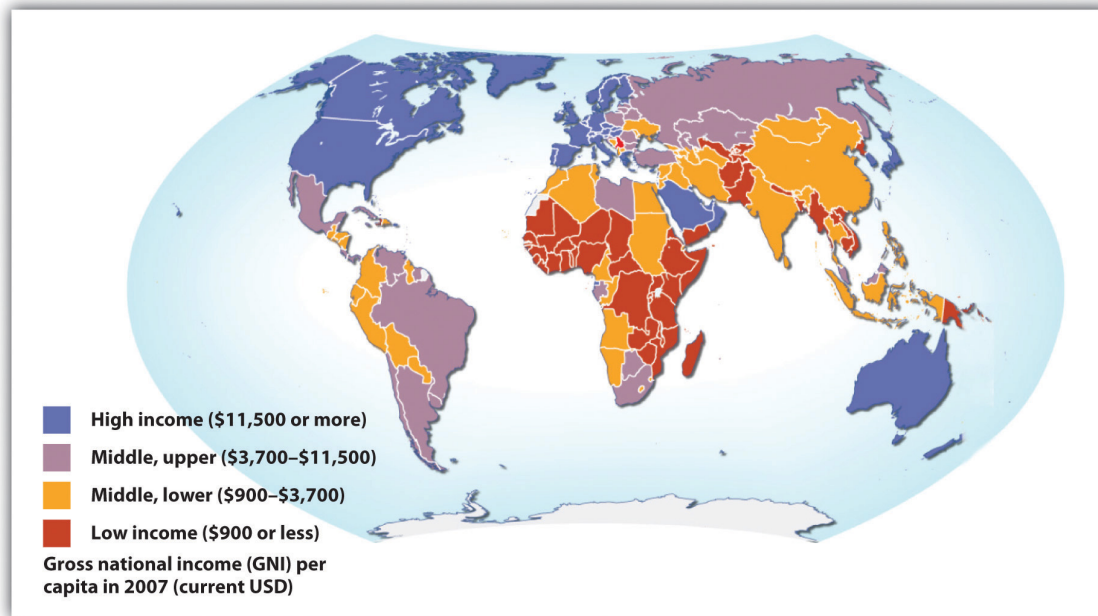 High income ($11,500 or more)
Middle, upper ($3,700–$11,500)
Middle, lower ($900–$3,700)
Low income ($900 or less)
Gross national income (GNI) per
capita in 2007 (current USD)